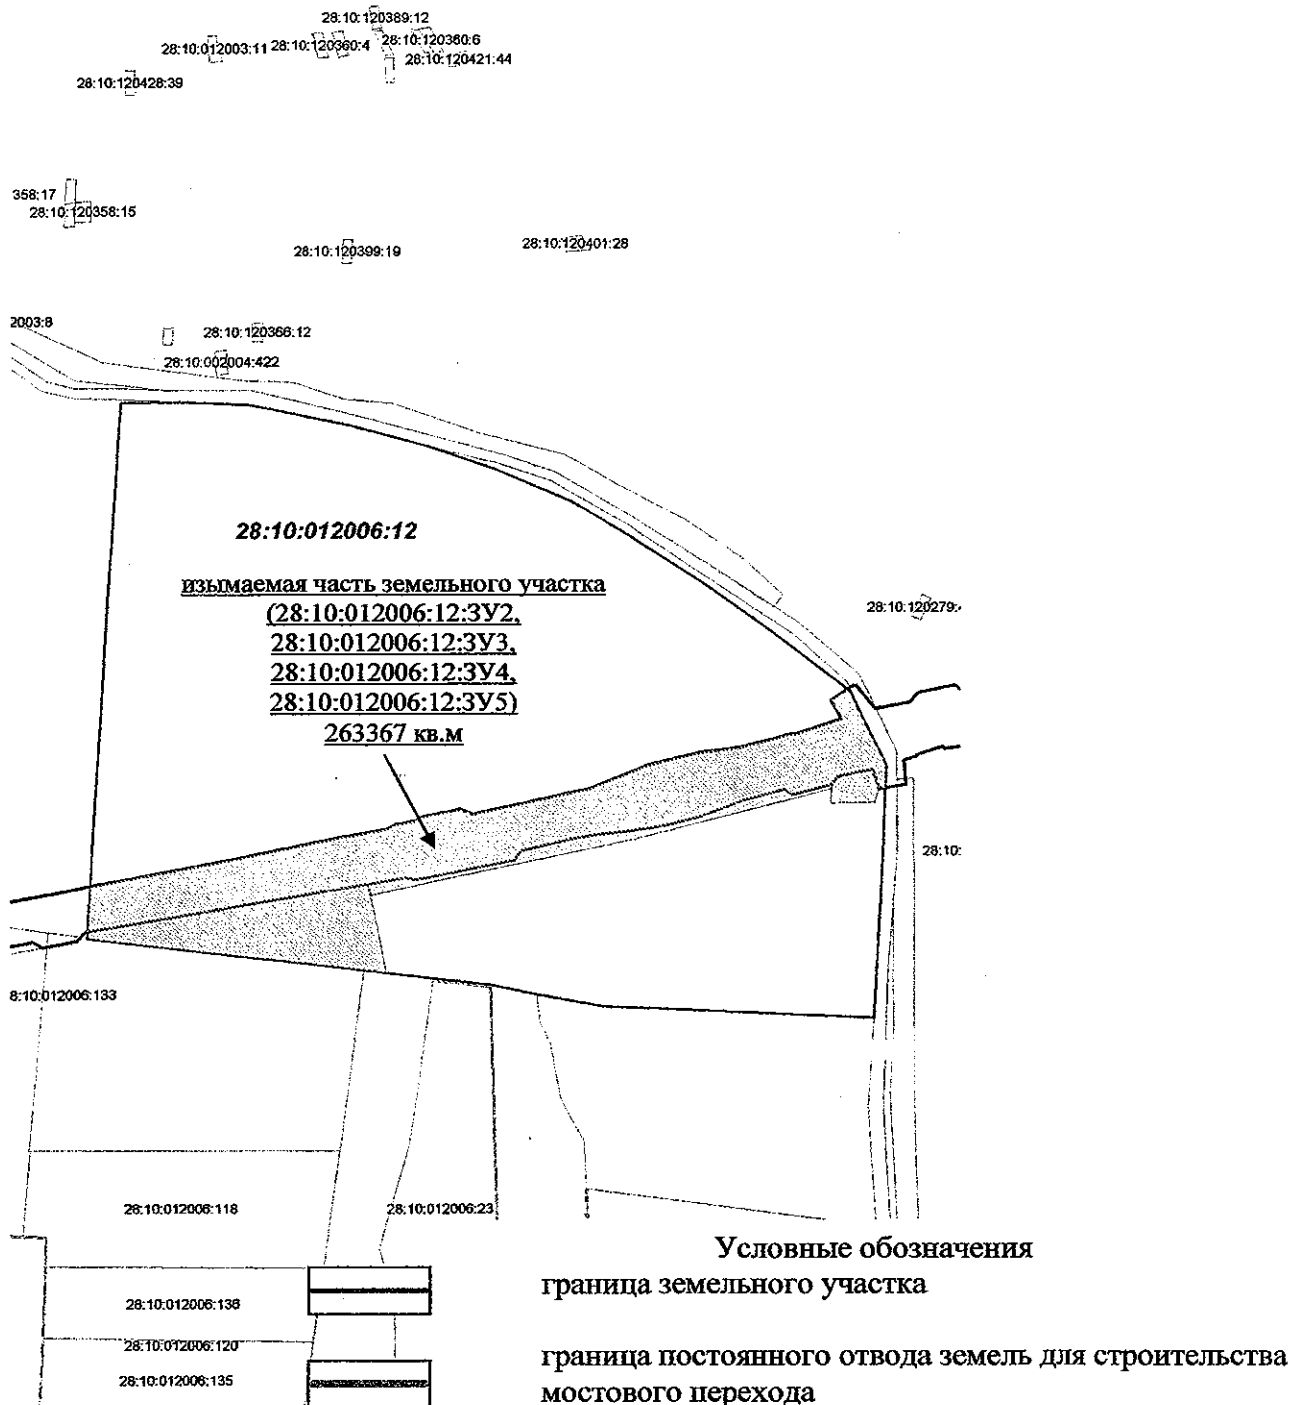 28:10:120389:12
28:10:012003:11 28:10:120360:4 28:10:120360:6
28:10:120421:44
28:10:120428:39
358:17
28:10:120358:15
28:10:120399:19
28:10:120401:28
2003:8
28:10:120366:12
28:10:002004:422
28:10:012006:12
изымаемая часть земельного участка
(28:10:012006:12:ЗУ2,
28:10:012006:12:ЗУ3,
28:10:012006:12:ЗУ4,
28:10:012006:12:ЗУ5)
263367 кв.м
28:10:120279:
28:10:
8:10:012006:133
28:10:012006:118
28:10:012006:23
Условные обозначения
граница земельного участка
28:10:012006:136
28:10:012006:120
граница постоянного отвода земель для строительства
28:10:012006:135
мостового перехода